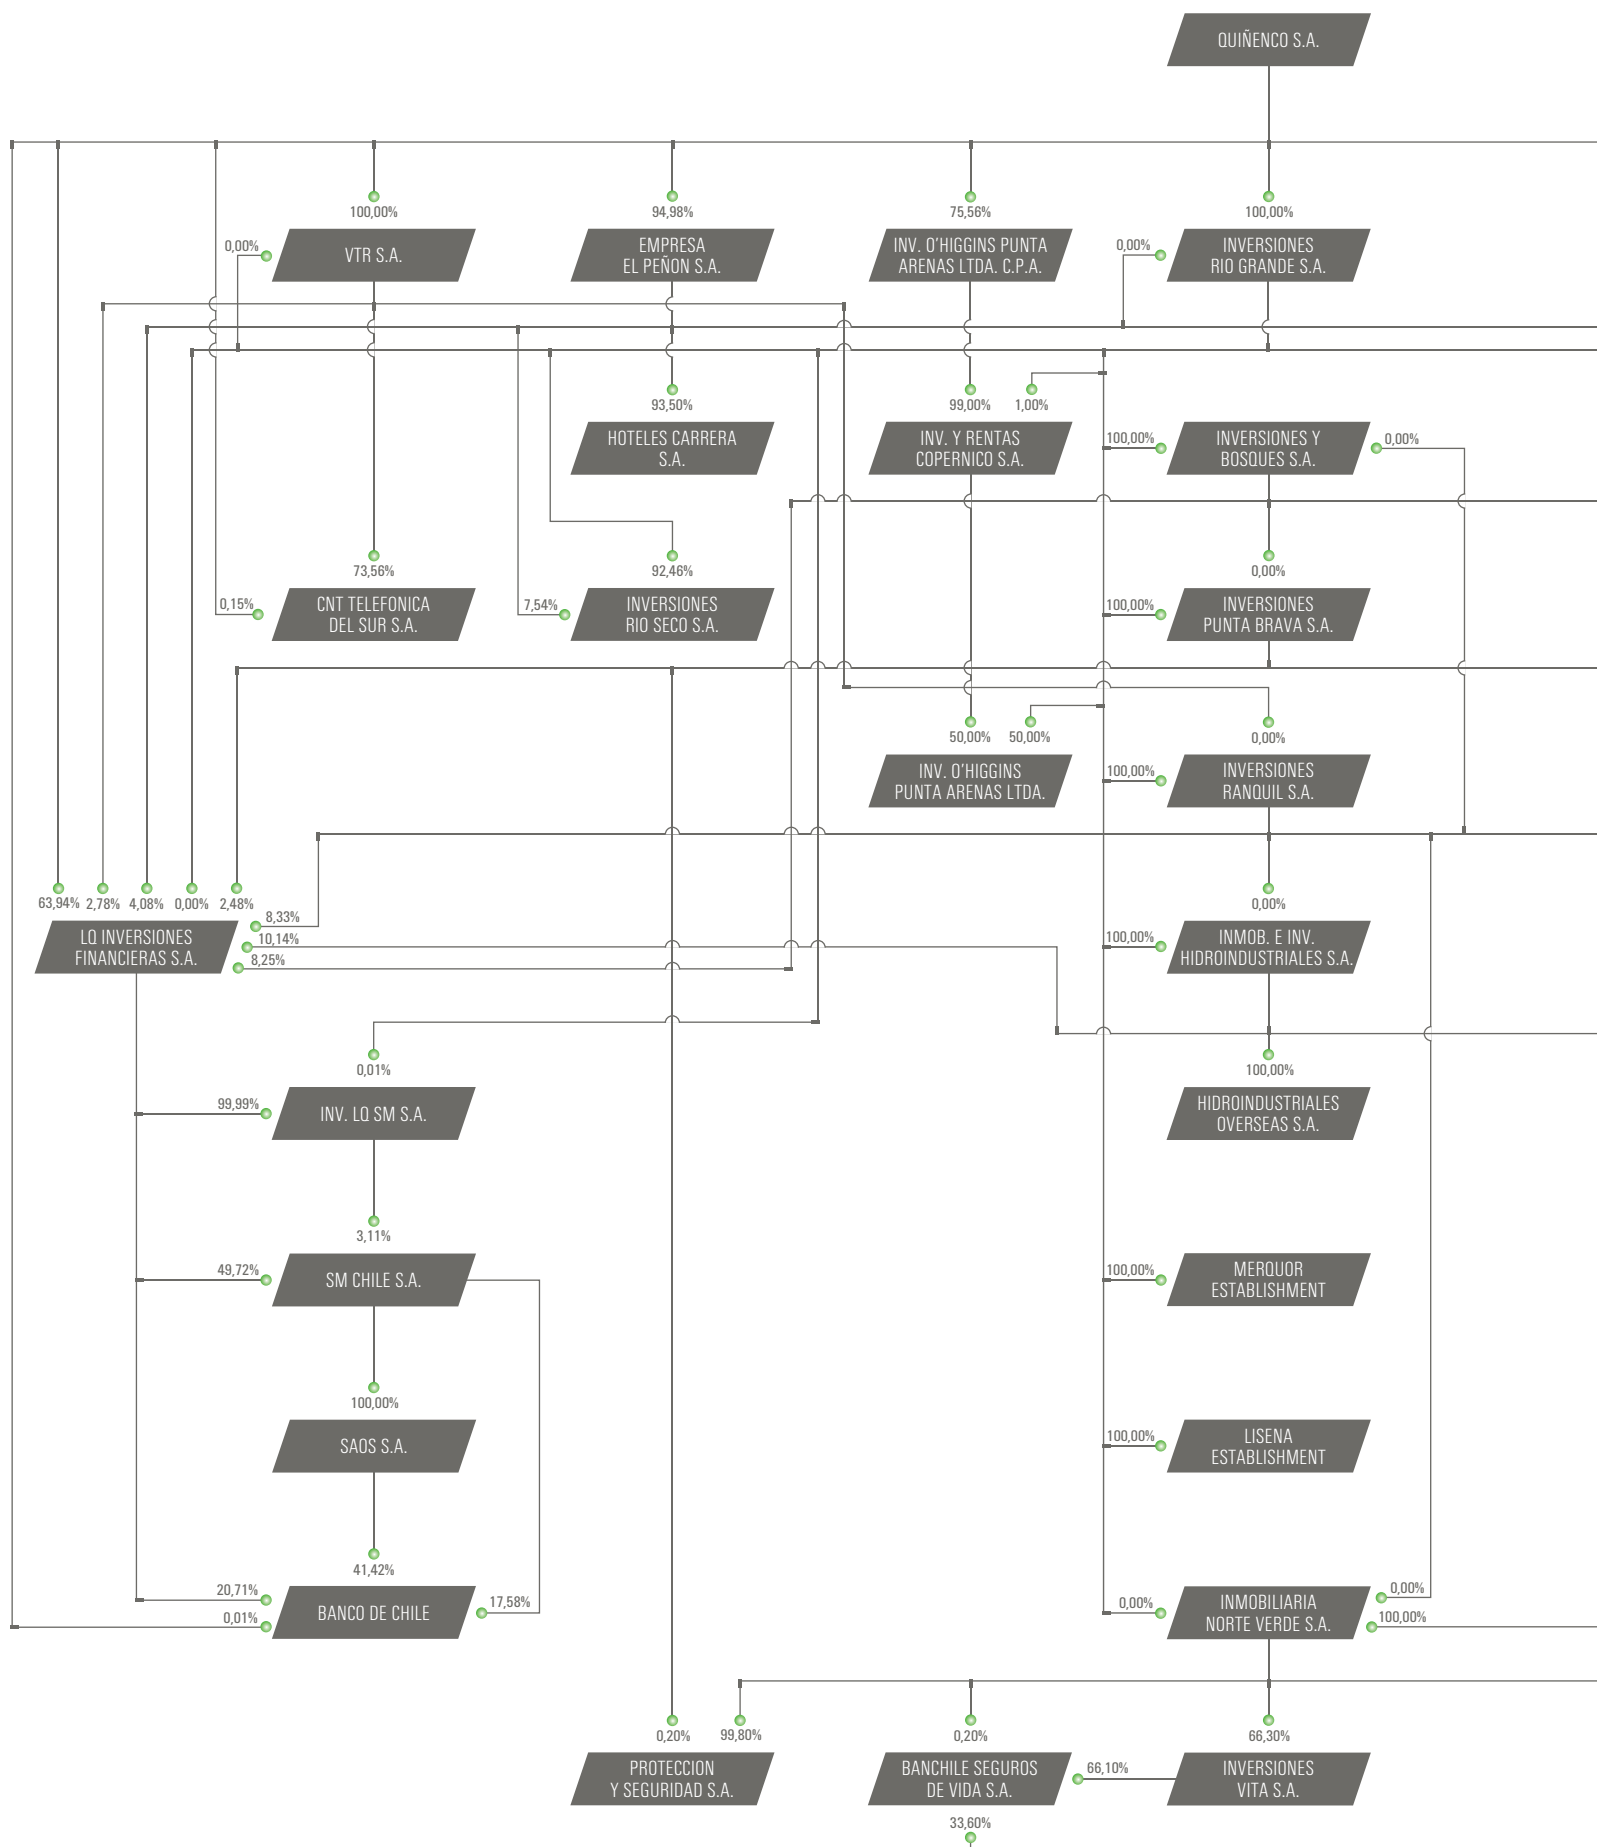 QUIÑENCO S.A.
100,00%
94,98%
75,56%
100,00%
0,00%
VTR S.A.
EMPRESA
EL PEÑON S.A.
INV. O'HIGGINS PUNTA
ARENAS LTDA. C.P.A.
0,00%
INVERSIONES
RIO GRANDE S.A.
93,50%
99,00%
1,00%
HOTELES CARRERA
S.A.
INV. Y RENTAS
COPERNICO S.A.
100,00%
INVERSIONES Y
BOSQUES S.A.
0,00%
73,56%
92,46%
0,00%
0,15%
CNT TELEFONICA
DEL SUR S.A.
7,54%
INVERSIONES
RIO SECO S.A.
100,00%
INVERSIONES
PUNTA BRAVA S.A.
50,00%
50,00%
0,00%
INV. O'HIGGINS
PUNTA ARENAS LTDA.
100,00%
INVERSIONES
RANQUIL S.A.
63,94%
2,78%
4,08%
0,00%
2,48%
0,00%
LQ INVERSIONES
FINANCIERAS S.A.
8,33%
10,14%
8,25%
100,00%
INMOB. E INV.
HIDROINDUSTRIALES S.A.
0,01%
100,00%
99,99%
INV. LQ SM S.A.
HIDROINDUSTRIALES
OVERSEAS S.A.
3,11%
49,72%
SM CHILE S.A.
100,00%
MERQUOR
ESTABLISHMENT
100,00%
SAOS S.A.
100,00%
LISENA
ESTABLISHMENT
41,42%
20,71%
0,01%
BANCO DE CHILE
17,58%
0,00%
INMOBILIARIA
NORTE VERDE S.A.
0,00%
100,00%
0,20%
99,80%
0,20%
66,30%
PROTECCION
Y SEGURIDAD S.A.
BANCHILE SEGUROS
DE VIDA S.A.
66,10%
INVERSIONES
VITA S.A.
33,60%